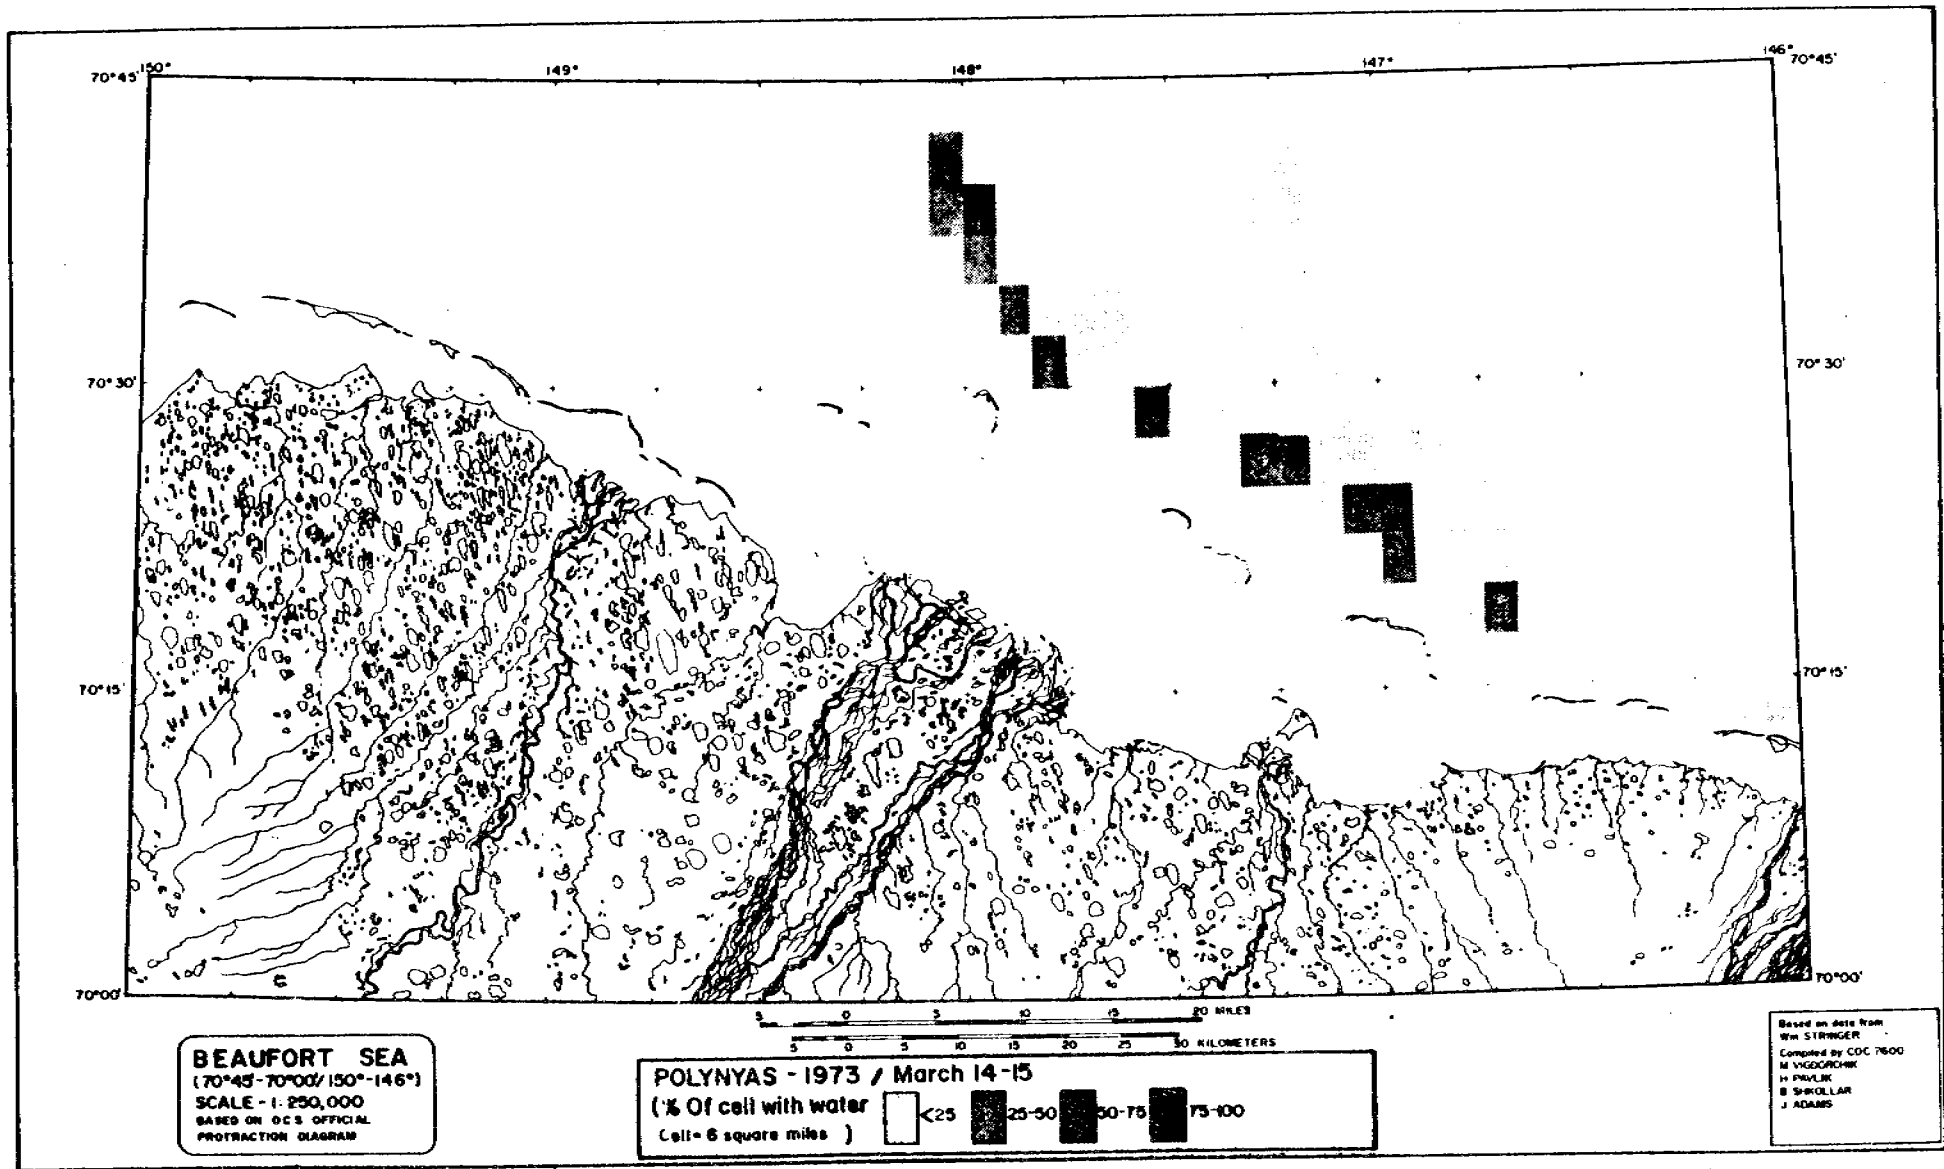 150°
149°
148°
147°
146°
70°45'
70°45'
70°30'
70°30'
70°15'
70°15'
70°00'
70°00'
5 0 5 10 15 20 MILES
5 0 5 10 15 20 25 30 KILOMETERS
BEAUFORT SEA
(70°45'-70°00'/150°-146°)
SCALE - 1: 250,000
BASED ON OCS OFFICIAL
PROTRACTION DIAGRAM
POLYNYAS - 1973 / March 14-15
(% Of cell with water
Cell= 6 square miles )
<25
25-50
50-75
75-100
Based on data from
Wm STRINGER
Compiled by CDC 7600
M VIGDORCHIK
H PAVLIK
B SHKOLLAR
J ADAMS